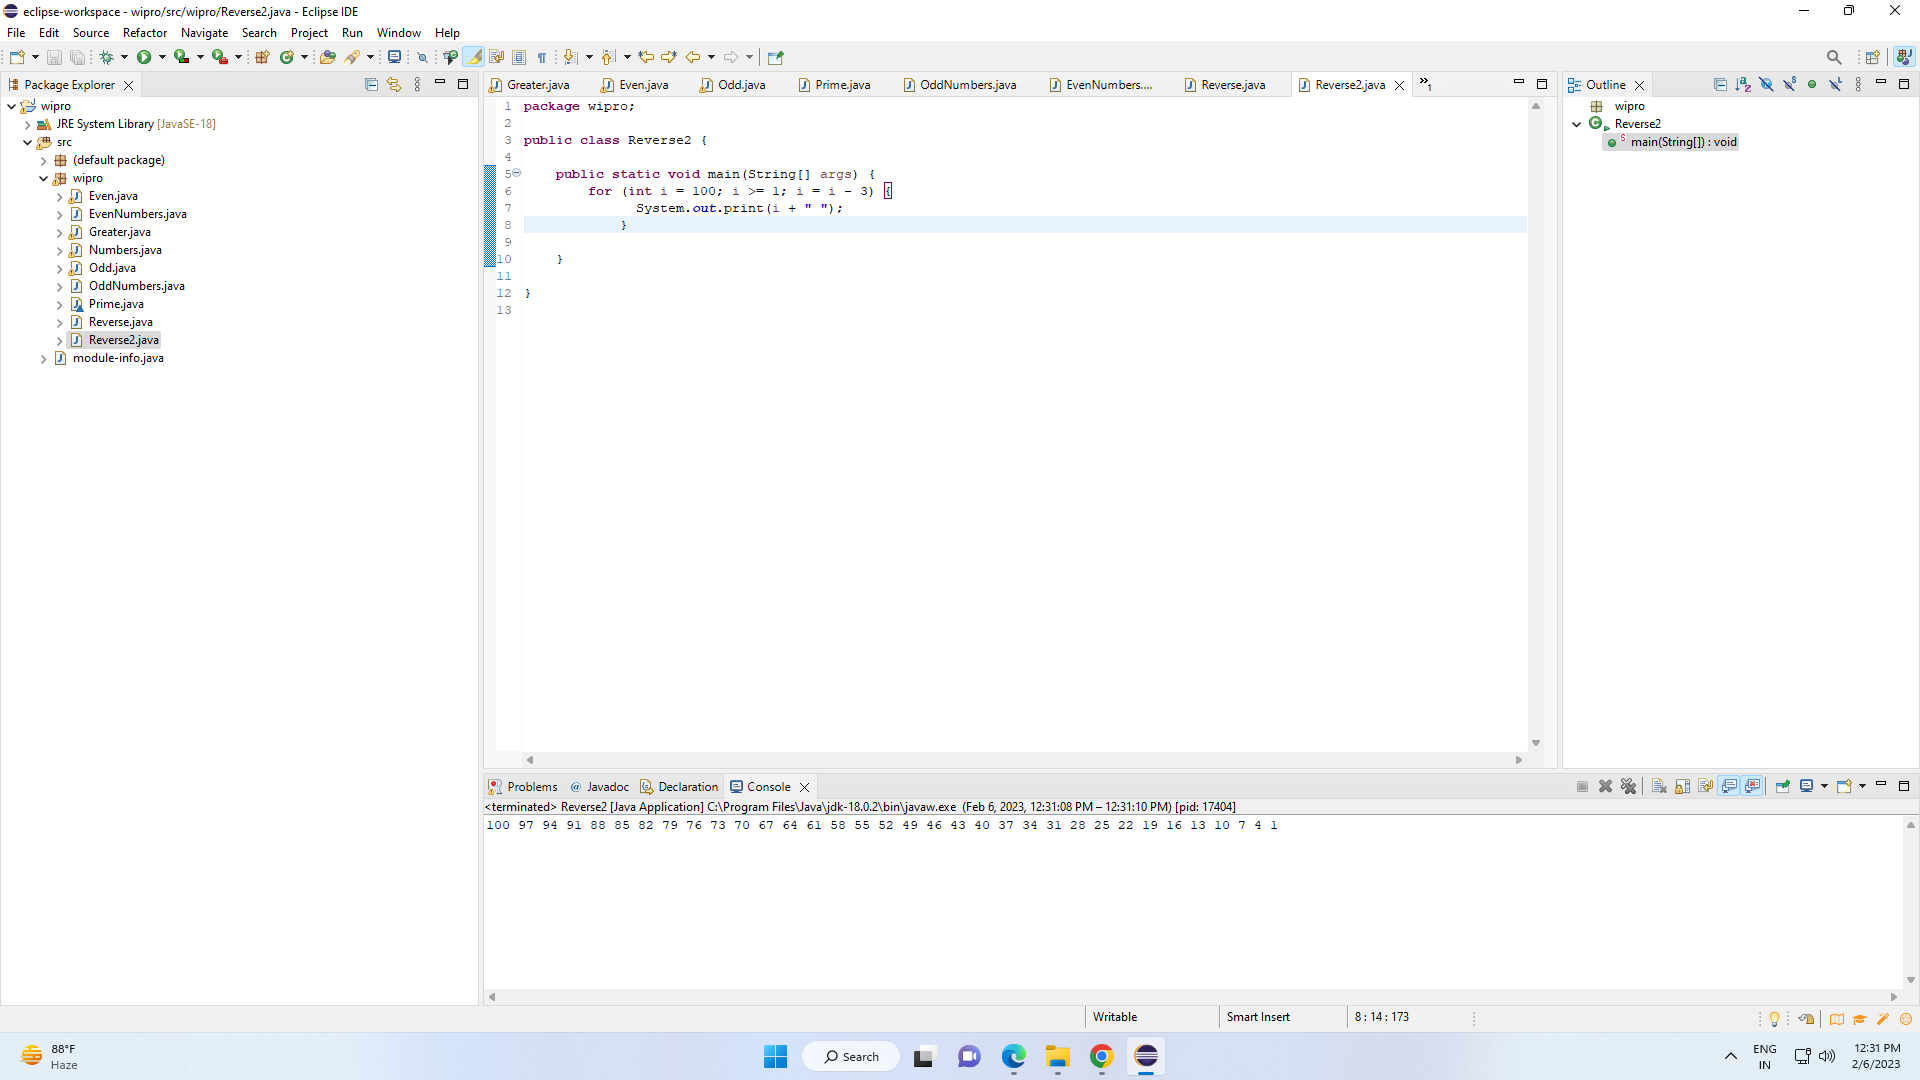 eclipse-workspace - wipro/src/wipro/Reverse2.java - Eclipse IDE
File Edit Source Refactor Navigate Search Project Run Window Help
Package Explorer
wipro
JRE System Library [JavaSE-18]
src
(default package)
wipro
Even.java
EvenNumbers.java
Greater.java
Numbers.java
Odd.java
OddNumbers.java
Prime.java
Reverse.java
Reverse2.java
module-info.java
Greater.java Even.java Odd.java Prime.java OddNumbers.java EvenNumbers.... Reverse.java Reverse2.java »1
1 package wipro;
2
3 public class Reverse2 {
4
5 public static void main(String[] args) {
6 for (int i = 100; i >= 1; i = i - 3) {
7 System.out.print(i + " ");
8 }
9
10 }
11
12 }
13
Outline
wipro
Reverse2
main(String[]) : void
Problems @ Javadoc Declaration Console
<terminated> Reverse2 [Java Application] C:\Program Files\Java\jdk-18.0.2\bin\javaw.exe (Feb 6, 2023, 12:31:08 PM – 12:31:10 PM) [pid: 17404]
100 97 94 91 88 85 82 79 76 73 70 67 64 61 58 55 52 49 46 43 40 37 34 31 28 25 22 19 16 13 10 7 4 1
Writable Smart Insert 8 : 14 : 173
88°F
Haze
Search
ENG
IN
12:31 PM
2/6/2023